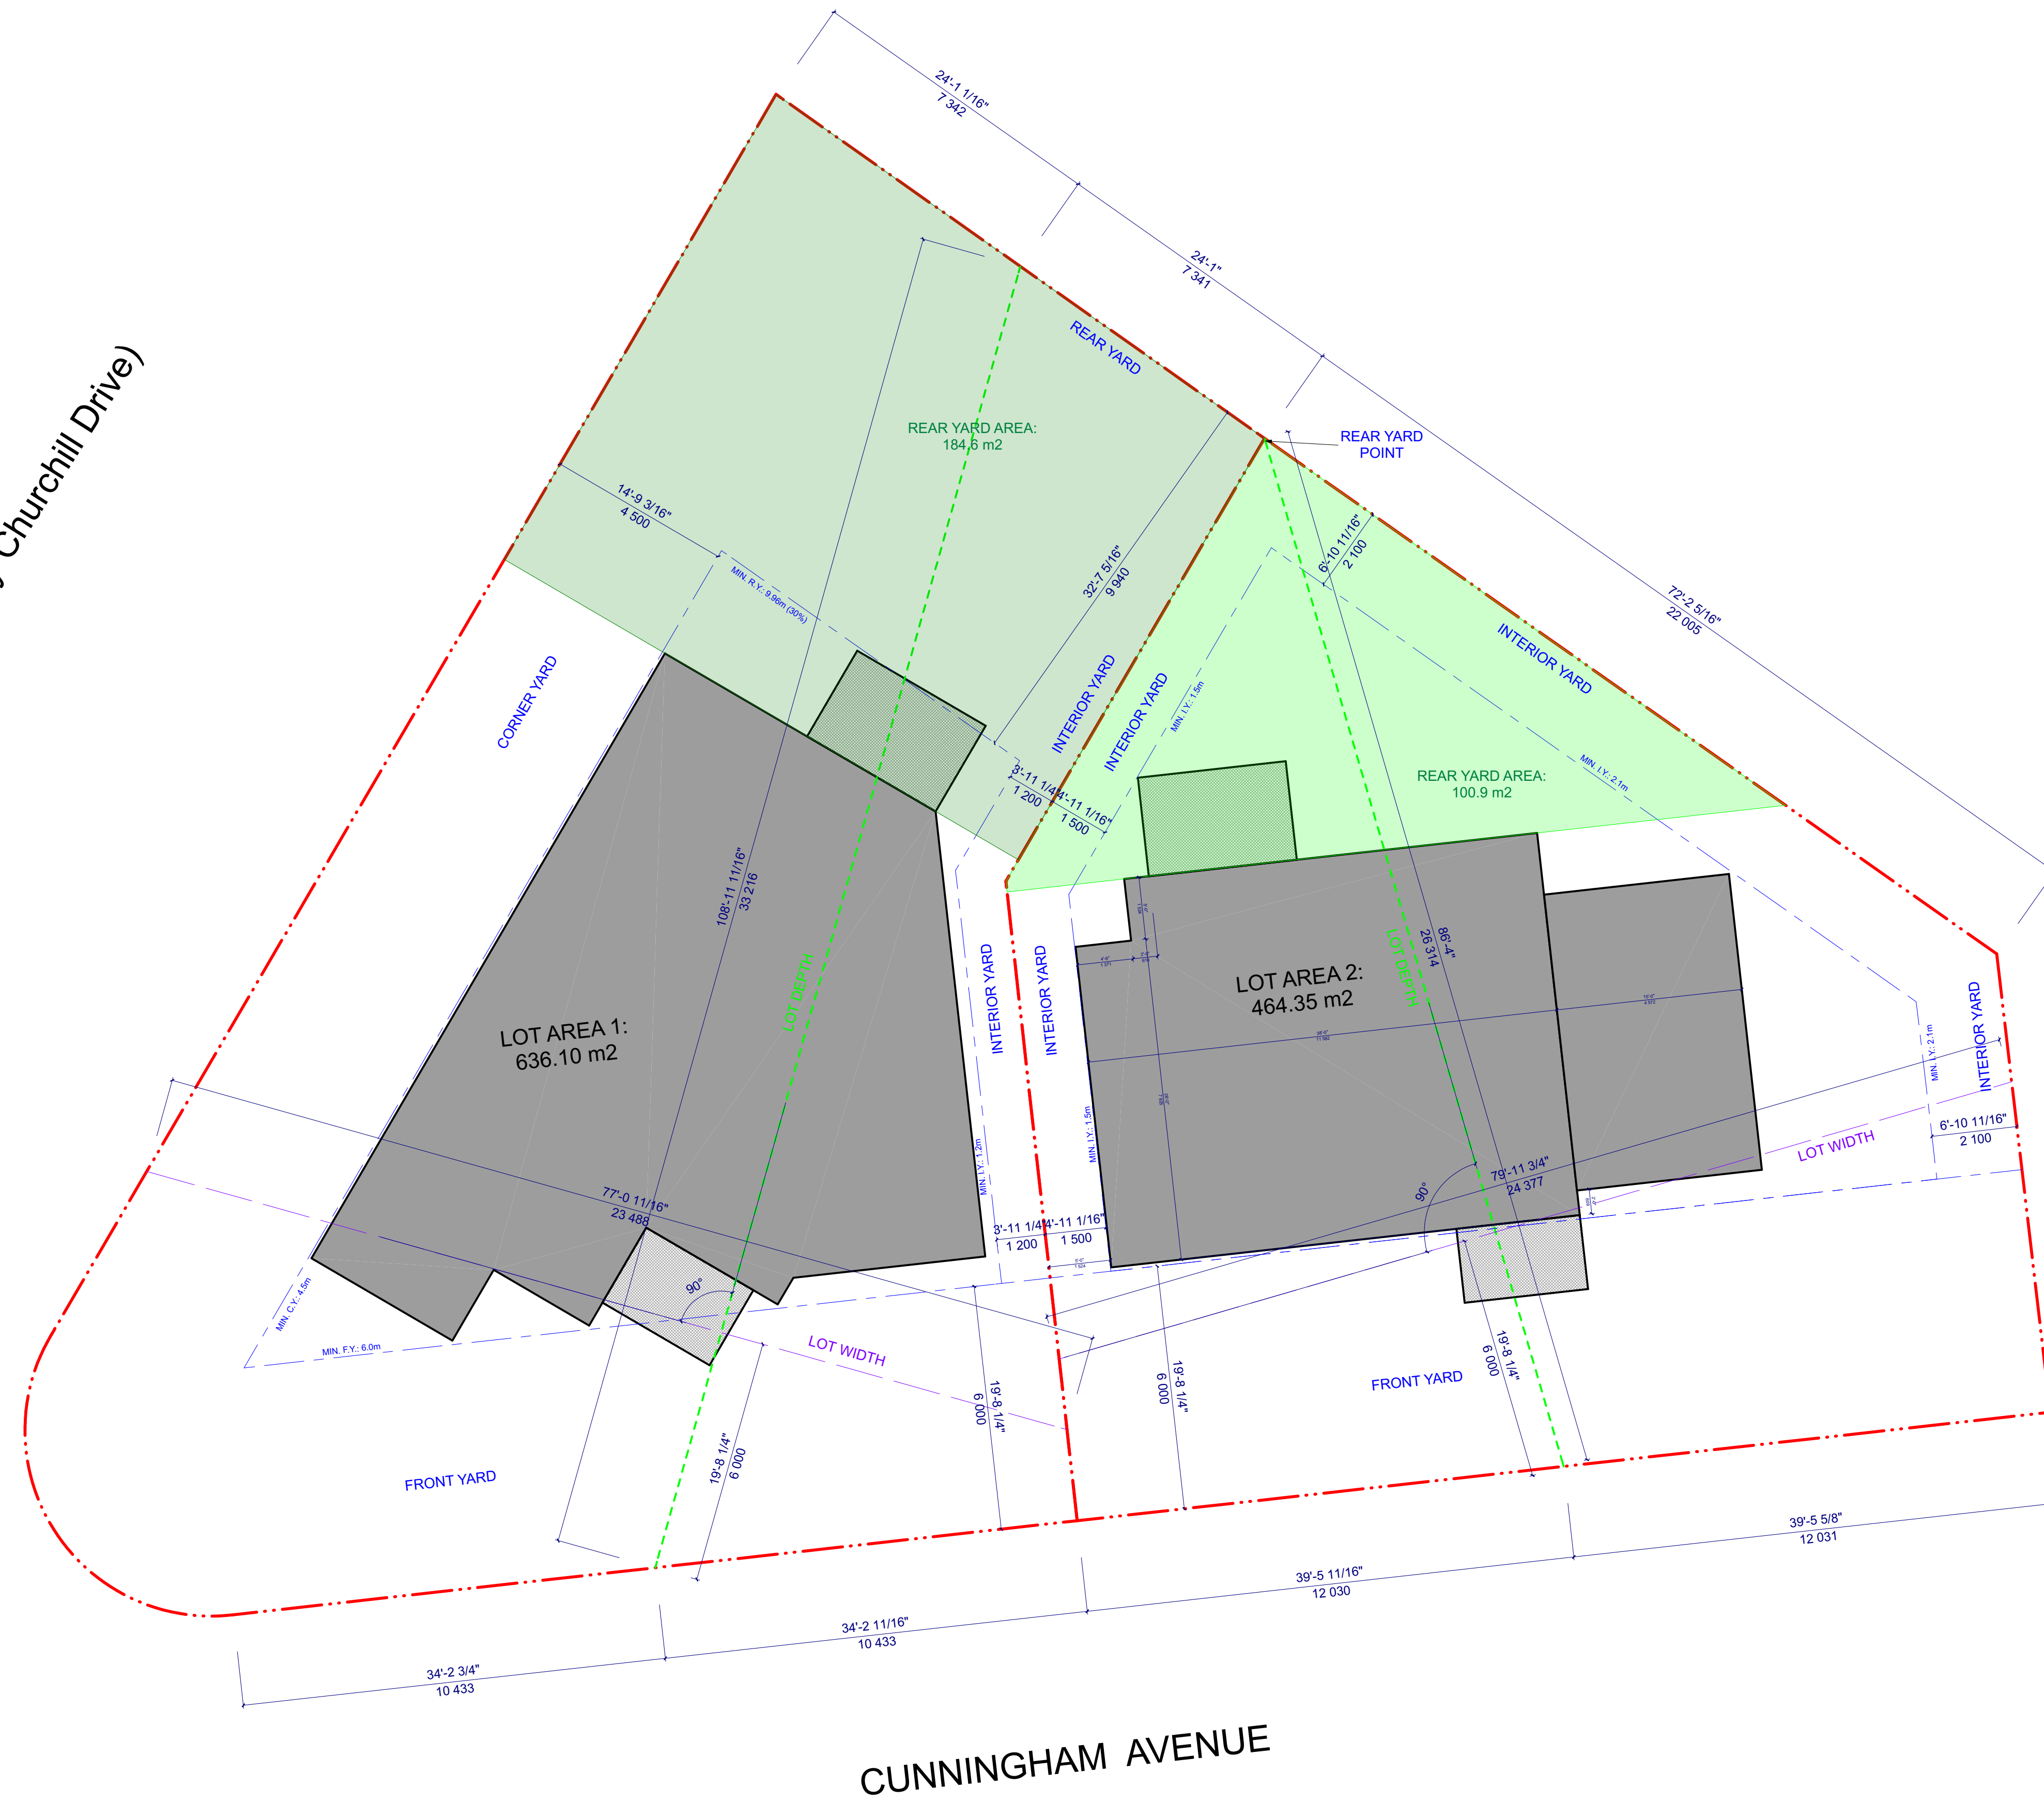 24'-1 1/16"
7 342
24'-1"
7 341
72'-2 5/16"
22 005
Churchill Drive)
REAR YARD
REAR YARD AREA:
184.6 m2
REAR YARD
POINT
14'-9 3/16"
4 500
MIN. R.Y.: 9.96m (30%)
32'-7 5/16"
9 940
6'-10 11/16"
2 100
INTERIOR YARD
CORNER YARD
INTERIOR YARD
INTERIOR YARD
MIN. I.Y.: 1.5m
MIN. I.Y.: 2.1m
REAR YARD AREA:
100.9 m2
3'-11 1/4"
1 200
4'-11 1/16"
1 500
108'-11 11/16"
33 216
LOT DEPTH
LOT AREA 1:
636.10 m2
INTERIOR YARD
INTERIOR YARD
LOT AREA 2:
464.35 m2
LOT DEPTH
86'-4"
26 314
INTERIOR YARD
MIN. I.Y.: 2.1m
6'-10 11/16"
2 100
LOT WIDTH
MIN. I.Y.: 1.2m
MIN. I.Y.: 1.5m
79'-11 3/4"
24 377
90°
77'-0 11/16"
23 488
90°
3'-11 1/4"
1 200
4'-11 1/16"
1 500
MIN. C.Y.: 4.5m
MIN. F.Y.: 6.0m
LOT WIDTH
19'-8 1/4"
6 000
19'-8 1/4"
6 000
19'-8 1/4"
6 000
19'-8 1/4"
6 000
FRONT YARD
FRONT YARD
39'-5 5/8"
12 031
39'-5 11/16"
12 030
34'-2 11/16"
10 433
34'-2 3/4"
10 433
CUNNINGHAM AVENUE